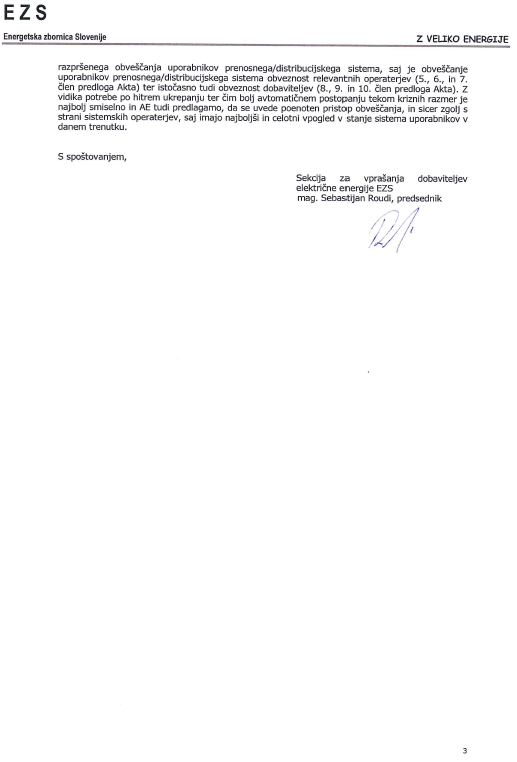 EZS
Energetska zbornica Slovenije
Z VELIKO ENERGIJE
razpršenega obveščanja uporabnikov prenosnega/distribucijskega sistema, saj je obveščanje
uporabnikov prenosnega/distribucijskega sistema obveznost relevantnih operaterjev (5., 6., in 7.
člen predloga Akta) ter istočasno tudi obveznost dobaviteljev (8., 9. in 10. člen predloga Akta). Z
vidika potrebe po hitrem ukrepanju ter čim bolj avtomatičnem postopanju tekom kriznih razmer je
najbolj smiselno in AE tudi predlagamo, da se uvede poenoten pristop obveščanja, in sicer zgolj s
strani sistemskih operaterjev, saj imajo najboljši in celotni vpogled v stanje sistema uporabnikov v
danem trenutku.
S spoštovanjem,
Sekcija za vprašanja dobaviteljev
električne energije EZS
mag. Sebastijan Roudi, predsednik
3